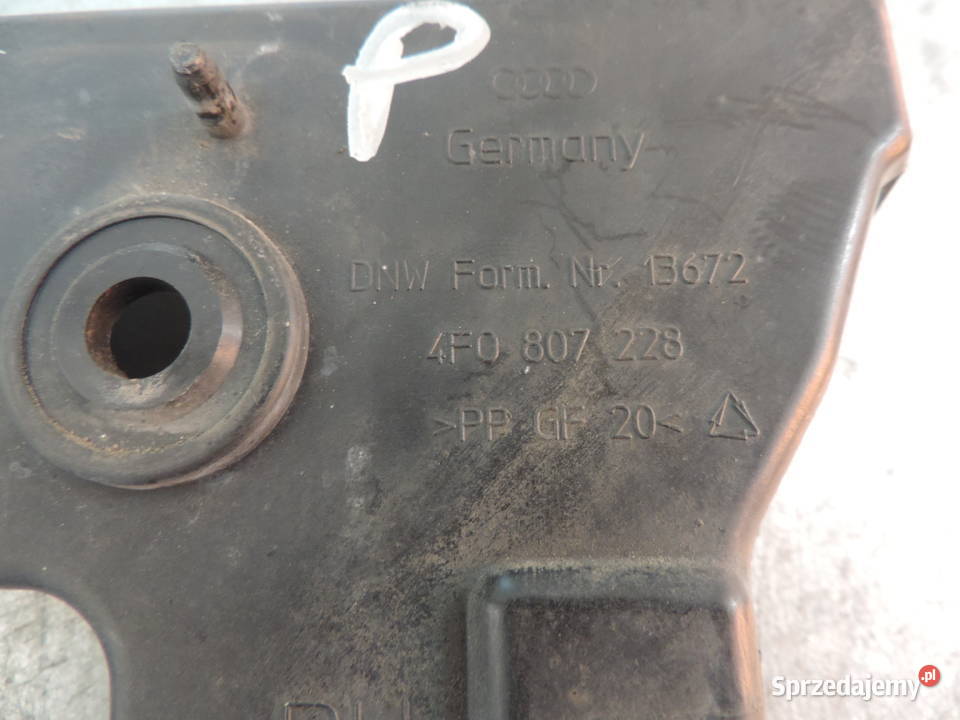 P
Germany
DNW Form. Nr. 13672
4F0 807 228
>PP GF 20<
Sprzedajemy.pl